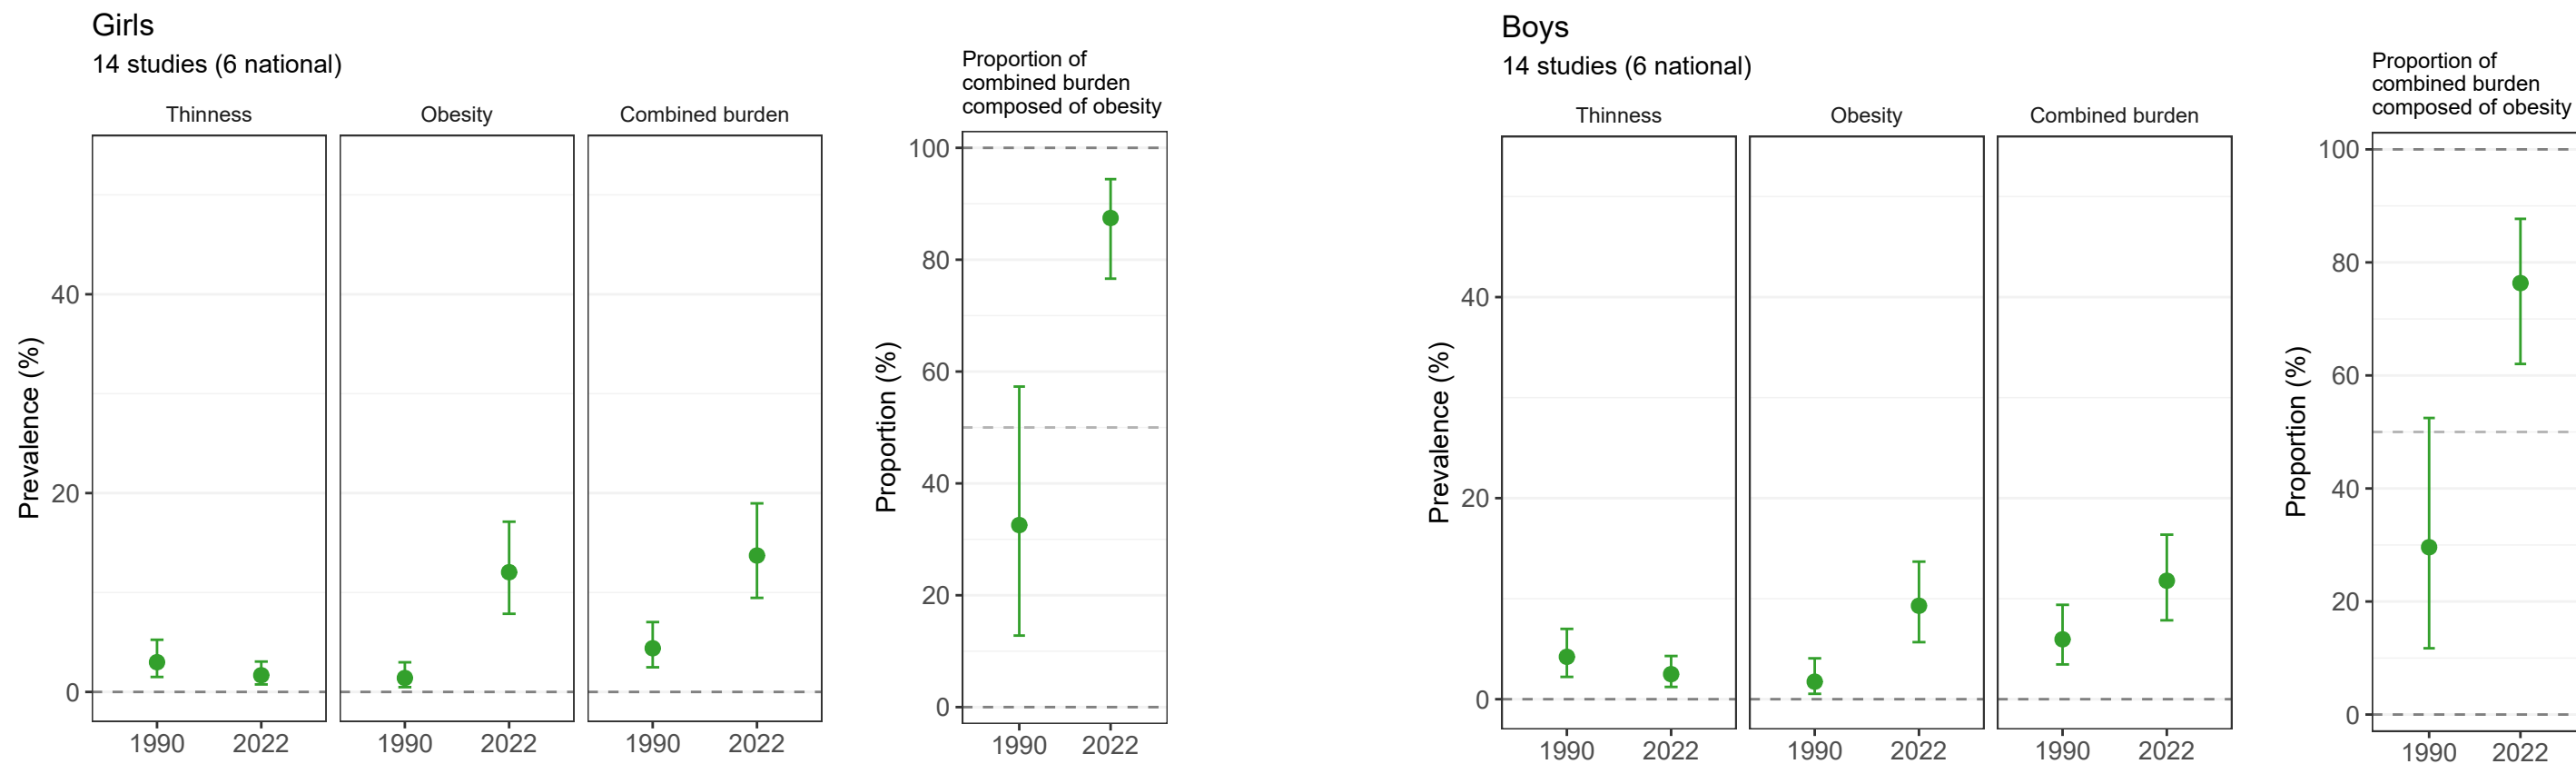 Girls
14 studies (6 national)
Thinness
Obesity
Combined burden
Prevalence (%)
40
20
0
1990
2022
1990
2022
1990
2022
Proportion of
combined burden
composed of obesity
Proportion (%)
100
80
60
40
20
0
1990
2022
Boys
14 studies (6 national)
Thinness
Obesity
Combined burden
Prevalence (%)
40
20
0
1990
2022
1990
2022
1990
2022
Proportion of
combined burden
composed of obesity
Proportion (%)
100
80
60
40
20
0
1990
2022